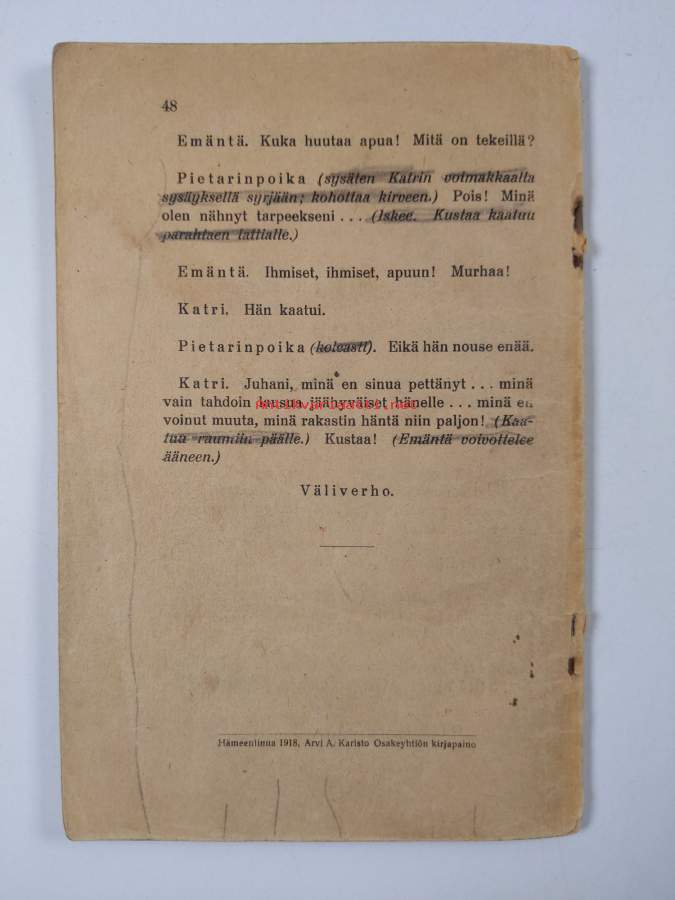 48
Emäntä. Kuka huutaa apua! Mitä on tekeillä?
Pietarinpoika (sysäten Katrin voimakkaalla
sysäyksellä syrjään; kohottaa kirveen.) Pois! Minä
olen nähnyt tarpeekseni . . . (Iskee. Kustaa kaatuu
parahtaen lattialle.)
Emäntä. Ihmiset, ihmiset, apuun! Murhaa!
Katri. Hän kaatui.
Pietarinpoika (koleasti). Eikä hän nouse enää.
Katri. Juhani, minä en sinua pettänyt . . . minä
vain tahdoin lausua jäähyväiset hänelle . . . minä en
voinut muuta, minä rakastin häntä niin paljon! (Kaa-
tuu ruumiin päälle.) Kustaa! (Emäntä voivottelee
ääneen.)
Väliverho.
Hämeenlinna 1918, Arvi A. Karisto Osakeyhtiön kirjapaino